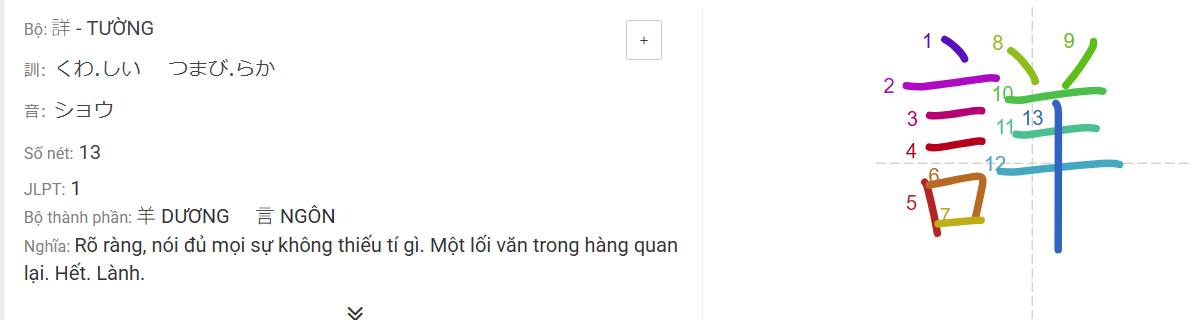 Bộ: 詳 - TƯỜNG
+
訓: くわ.しい つまび.らか
音: ショウ
Số nét: 13
JLPT: 1
Bộ thành phần: 羊 DƯƠNG 言 NGÔN
Nghĩa: Rõ ràng, nói đủ mọi sự không thiếu tí gì. Một lối văn trong hàng quan
lại. Hết. Lành.
詳
1 8 9
2
10
3 11 13
4
12
6
5
7